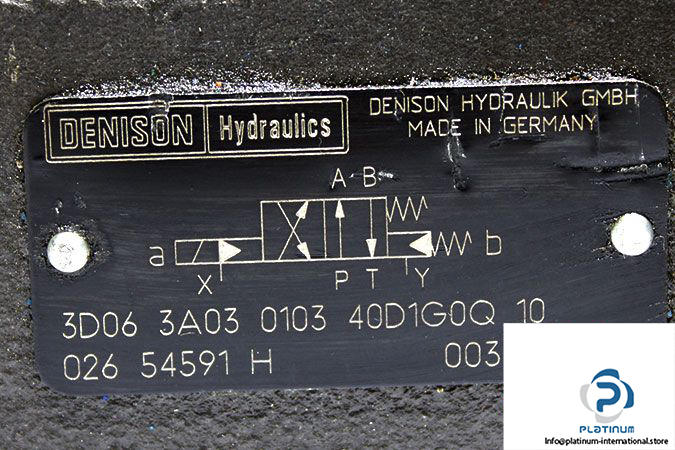 DENISON Hydraulics
DENISON HYDRAULIK GMBH
MADE IN GERMANY
A B
a b
X P T Y
3D06 3A03 0103 40D1G0Q 10
026 54591 H 003
PLATINUM
Info@platinum-international.store